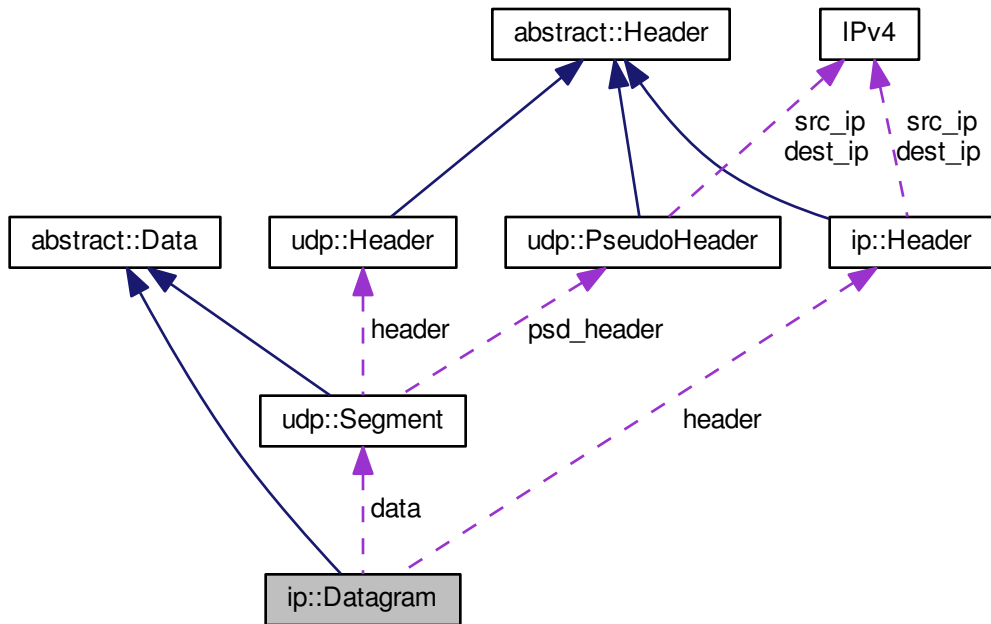 abstract::Header
IPv4
src_ip
dest_ip
src_ip
dest_ip
abstract::Data
udp::Header
udp::PseudoHeader
ip::Header
header
psd_header
udp::Segment
header
data
ip::Datagram